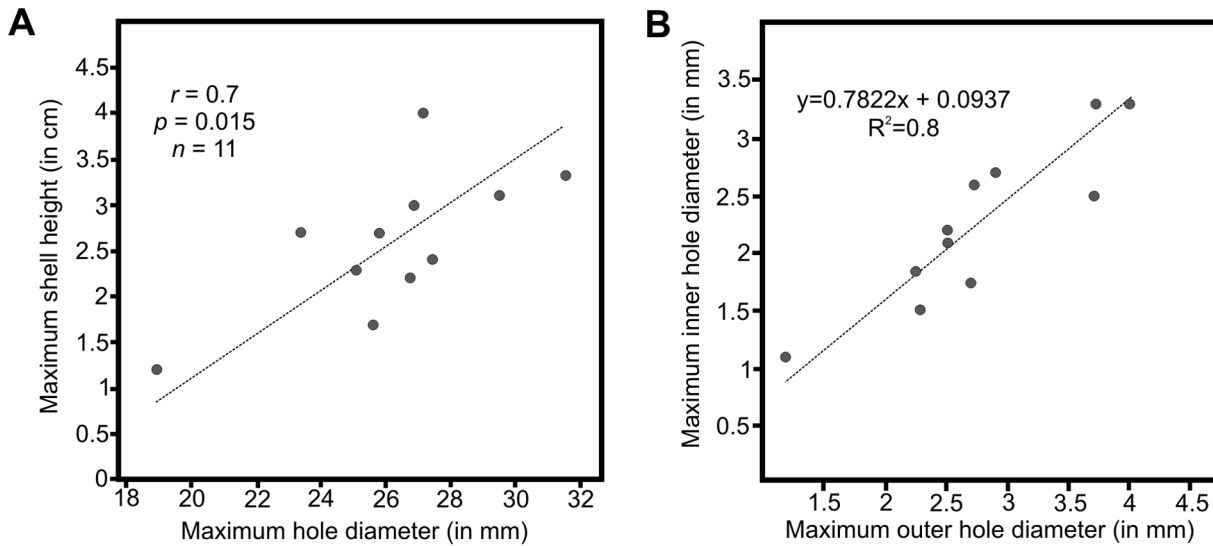 A
Maximum shell height (in cm)
4.5
4
3.5
3
2.5
2
1.5
1
0.5
0
r = 0.7
p = 0.015
n = 11
18 20 22 24 26 28 30 32
Maximum hole diameter (in mm)
B
Maximum inner hole diameter (in mm)
3.5
3
2.5
2
1.5
1
0.5
y=0.7822x + 0.0937
R²=0.8
1.5 2 2.5 3 3.5 4 4.5
Maximum outer hole diameter (in mm)